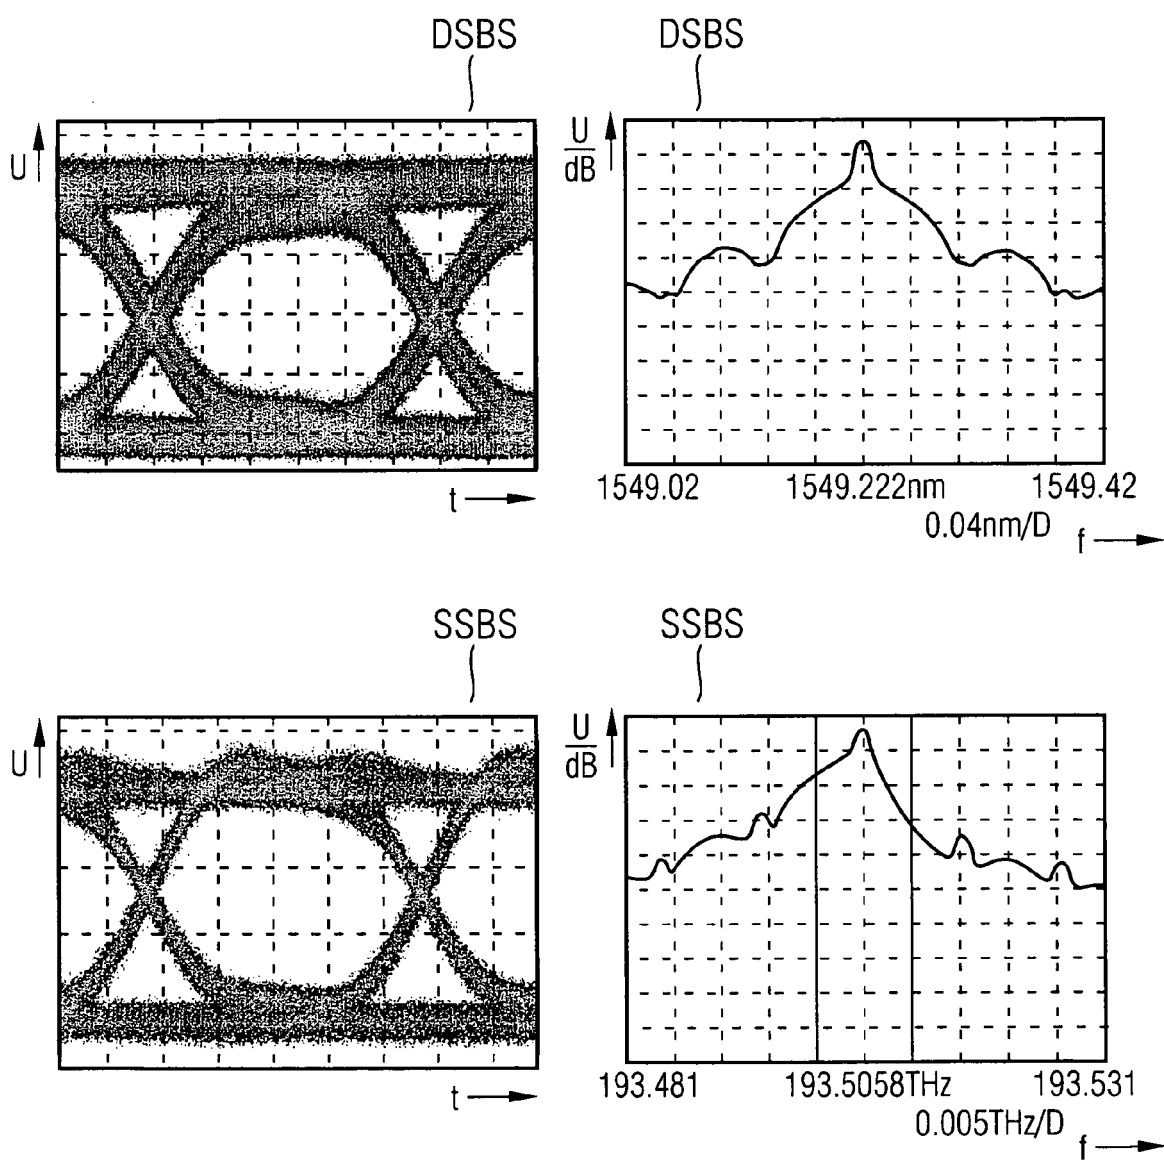 DSBS
DSBS
U
U
dB
t
1549.02
1549.222nm
1549.42
0.04nm/D
f
SSBS
SSBS
U
U
dB
t
193.481
193.5058THz
193.531
0.005THz/D
f